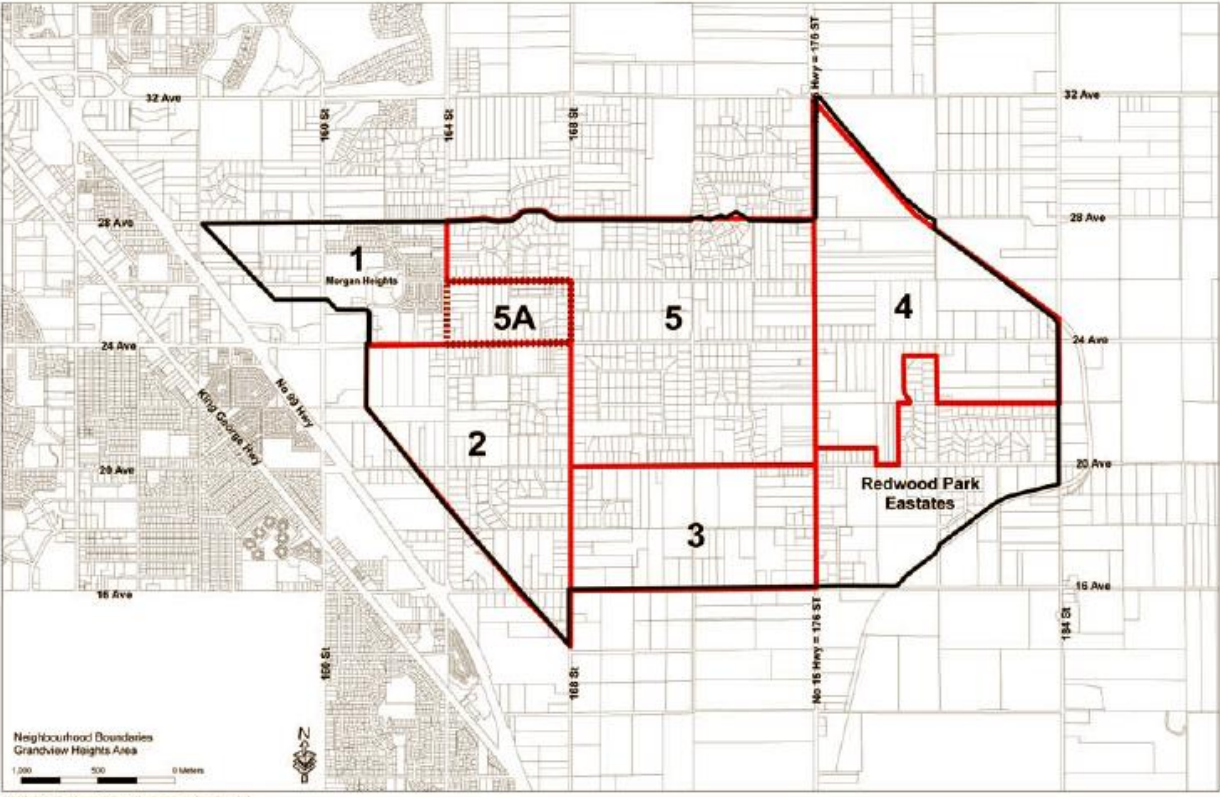 32 Ave
160 St
164 St
168 St
Hwy = 176 ST
32 Ave
28 Ave
28 Ave
1
Morgan Heights
5A
5
4
24 Ave
24 Ave
King George Hwy
No 99 Hwy
2
20 Ave
20 Ave
Redwood Park
Eastates
3
16 Ave
16 Ave
160 St
168 St
No 15 Hwy = 176 ST
184 St
Neighbourhood Boundaries
Grandview Heights Area
1,000 500 0 Meters
N